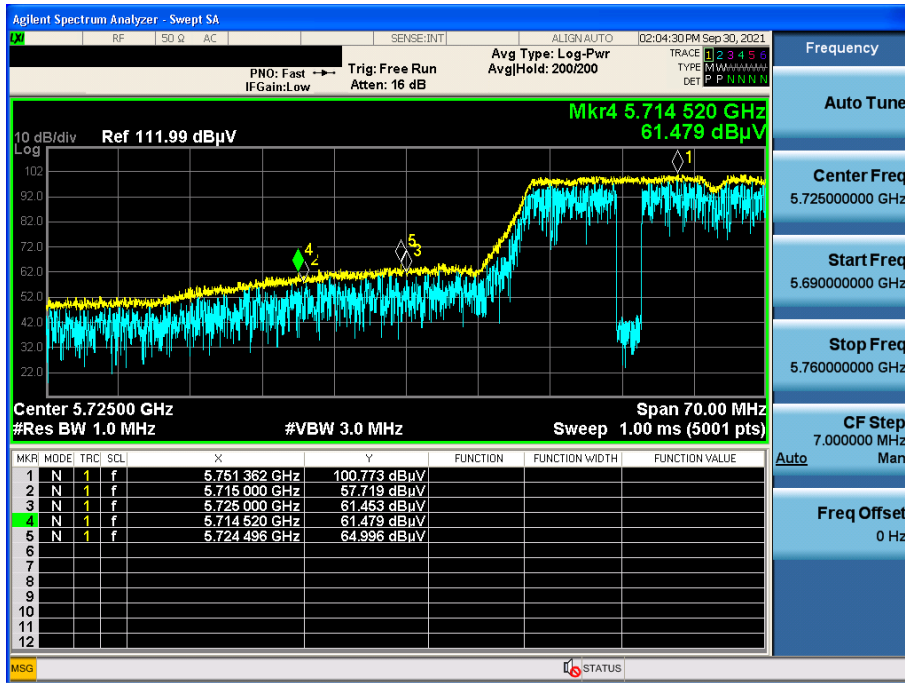 Agilent Spectrum Analyzer - Swept SA
LXI RF 50 Ω AC SENSE:INT ALIGN AUTO 02:04:30 PM Sep 30, 2021
Avg Type: Log-Pwr TRACE 1 2 3 4 5 6
PNO: Fast Trig: Free Run Avg|Hold: 200/200 TYPE M WWWWW
IFGain:Low Atten: 16 dB DET P P N N N N
Mkr4 5.714 520 GHz
61.479 dBµV
10 dB/div Ref 111.99 dBµV
Log
102
92.0
82.0
72.0
62.0
52.0
42.0
32.0
22.0
1
4
2
5
3
Center 5.72500 GHz Span 70.00 MHz
#Res BW 1.0 MHz #VBW 3.0 MHz Sweep 1.00 ms (5001 pts)
MKR MODE TRC SCL X Y FUNCTION FUNCTION WIDTH FUNCTION VALUE
1 N 1 f 5.751 362 GHz 100.773 dBµV
2 N 1 f 5.715 000 GHz 57.719 dBµV
3 N 1 f 5.725 000 GHz 61.453 dBµV
4 N 1 f 5.714 520 GHz 61.479 dBµV
5 N 1 f 5.724 496 GHz 64.996 dBµV
6
7
8
9
10
11
12
MSG STATUS
Frequency
Auto Tune
Center Freq
5.725000000 GHz
Start Freq
5.690000000 GHz
Stop Freq
5.760000000 GHz
CF Step
7.000000 MHz
Auto Man
Freq Offset
0 Hz